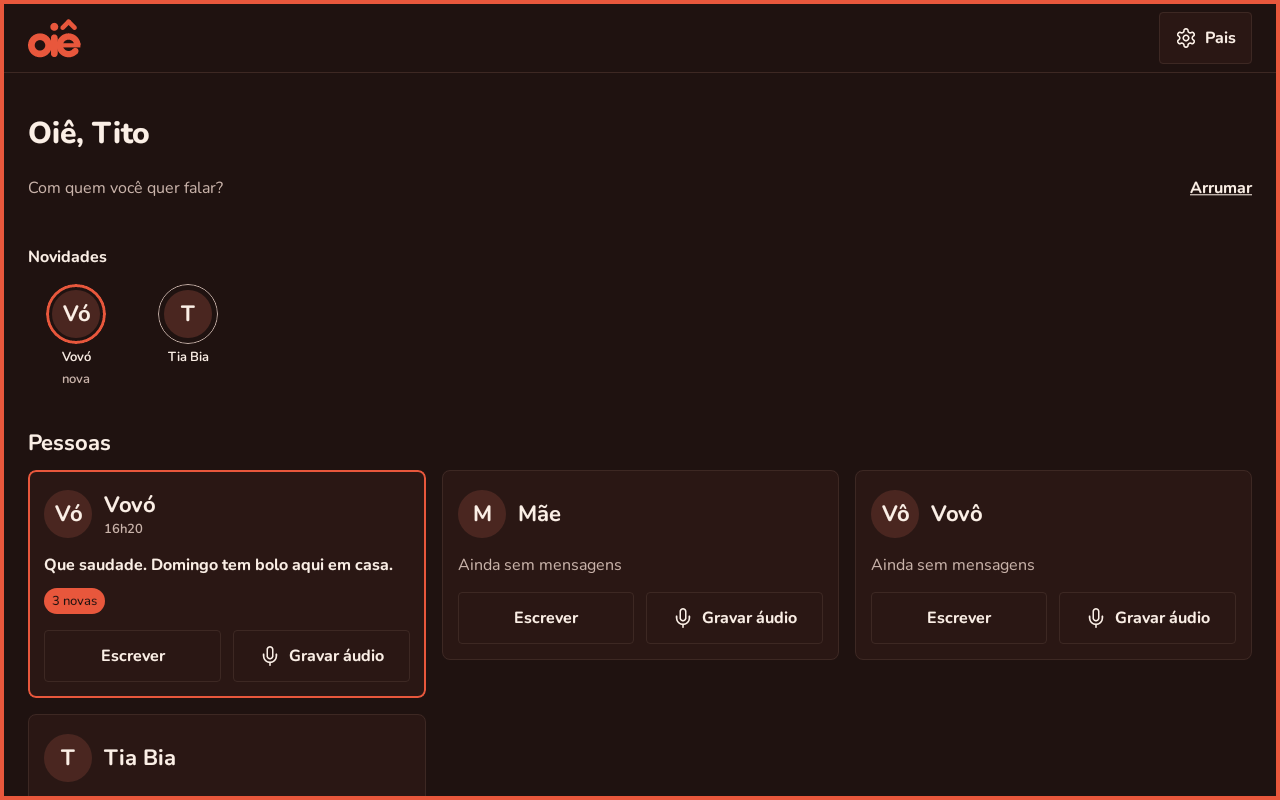 oiê
Pais
Oiê, Tito
Com quem você quer falar?
Arrumar
Novidades
Vó
T
Vovó
Tia Bia
nova
Pessoas
Vó
Vovó
16h20
Que saudade. Domingo tem bolo aqui em casa.
3 novas
Escrever
Gravar áudio
M
Mãe
Ainda sem mensagens
Escrever
Gravar áudio
Vô
Vovô
Ainda sem mensagens
Escrever
Gravar áudio
T
Tia Bia